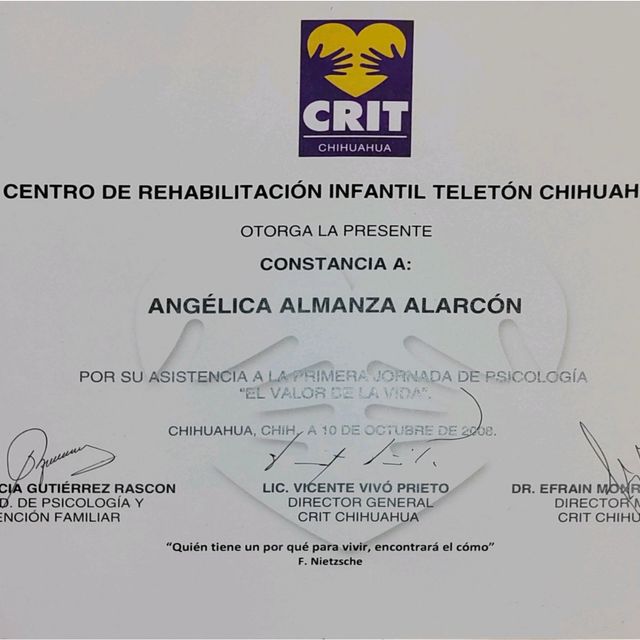 CRIT
CHIHUAHUA
CENTRO DE REHABILITACIÓN INFANTIL TELETÓN CHIHUAH
OTORGA LA PRESENTE
CONSTANCIA A:
ANGÉLICA ALMANZA ALARCÓN
POR SU ASISTENCIA A LA PRIMERA JORNADA DE PSICOLOGÍA
"EL VALOR DE LA VIDA".
CHIHUAHUA, CHIH., A 10 DE OCTUBRE DE 2008.
CIA GUTIÉRREZ RASCON
D. DE PSICOLOGÍA Y
ENCIÓN FAMILIAR
LIC. VICENTE VIVÓ PRIETO
DIRECTOR GENERAL
CRIT CHIHUAHUA
DR. EFRAIN
DIRECTOR M
CRIT CHIHU
"Quién tiene un por qué para vivir, encontrará el cómo"
F. Nietzsche